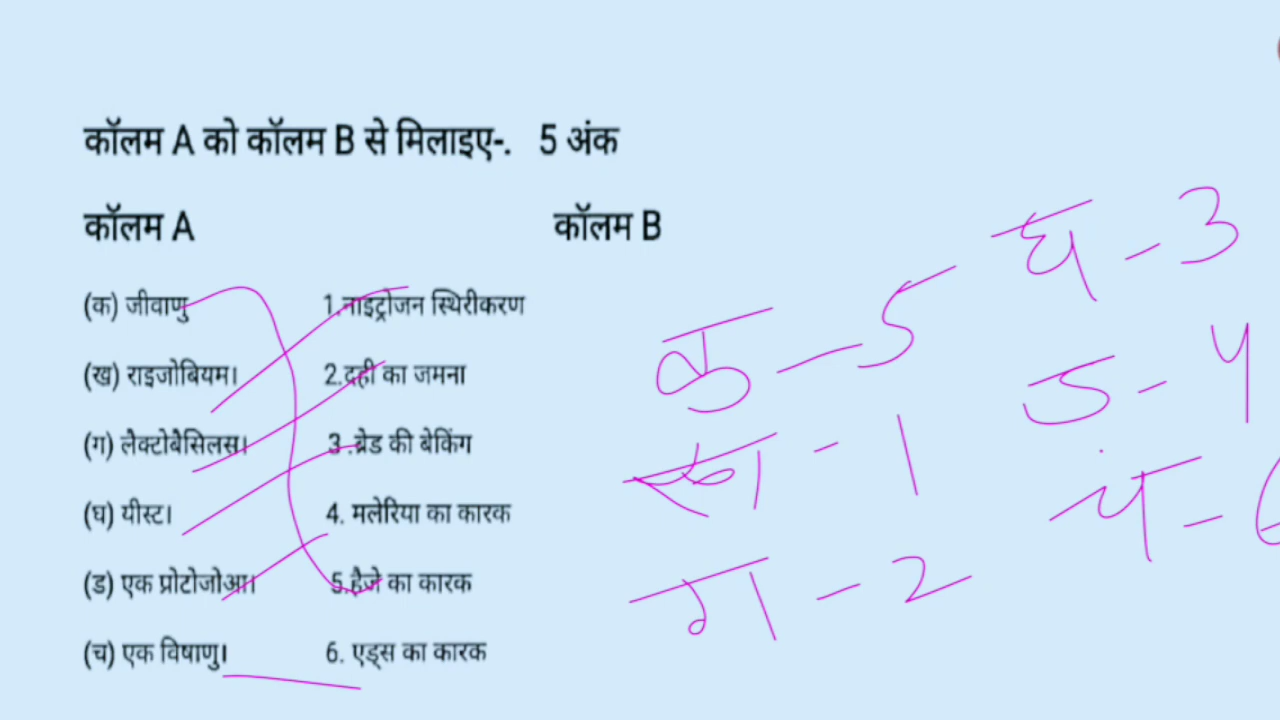 कॉलम A को कॉलम B से मिलाइए-. 5 अंक
कॉलम A कॉलम B
(क) जीवाणु 1.नाइट्रोजन स्थिरीकरण
(ख) राइजोबियम। 2.दही का जमना
(ग) लैक्टोबैसिलस। 3 .ब्रेड की बेकिंग
(घ) यीस्ट। 4. मलेरिया का कारक
(ड) एक प्रोटोजोआ। 5.हैजे का कारक
(च) एक विषाणु। 6. एड्स का कारक
क - 5
ख - 1
ग - 2
घ - 3
ड - 4
च - 6